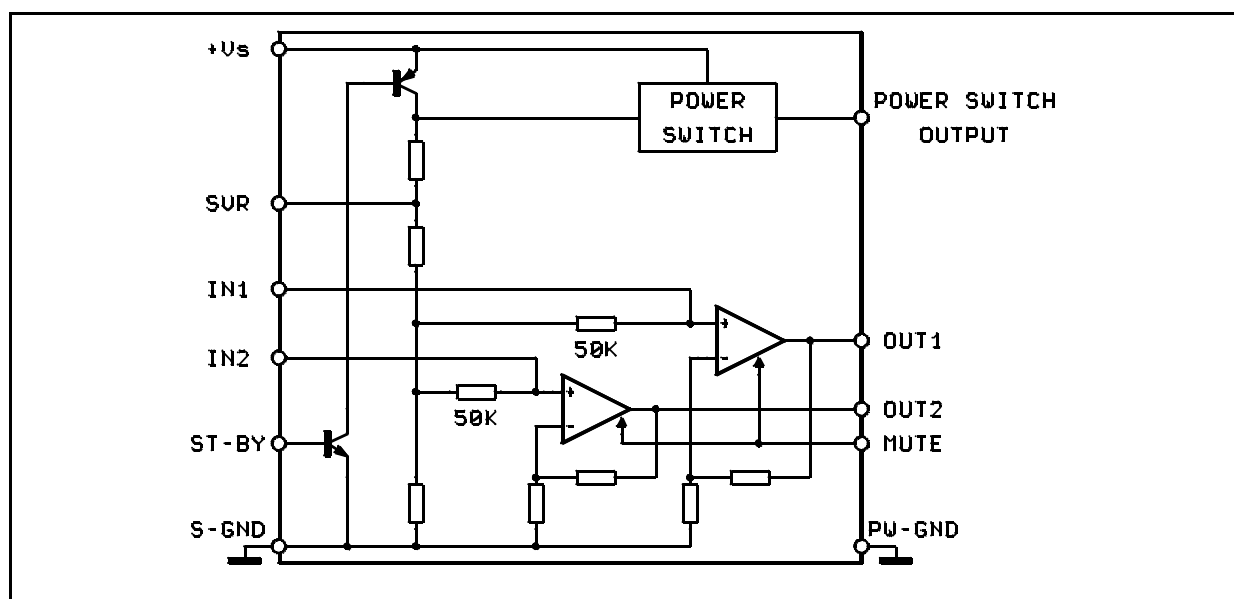 +Vs
POWER
SWITCH
POWER SWITCH
OUTPUT
SVR
IN1
+
-
50K
OUT1
IN2
+
-
50K
OUT2
ST-BY
MUTE
S-GND
PW-GND